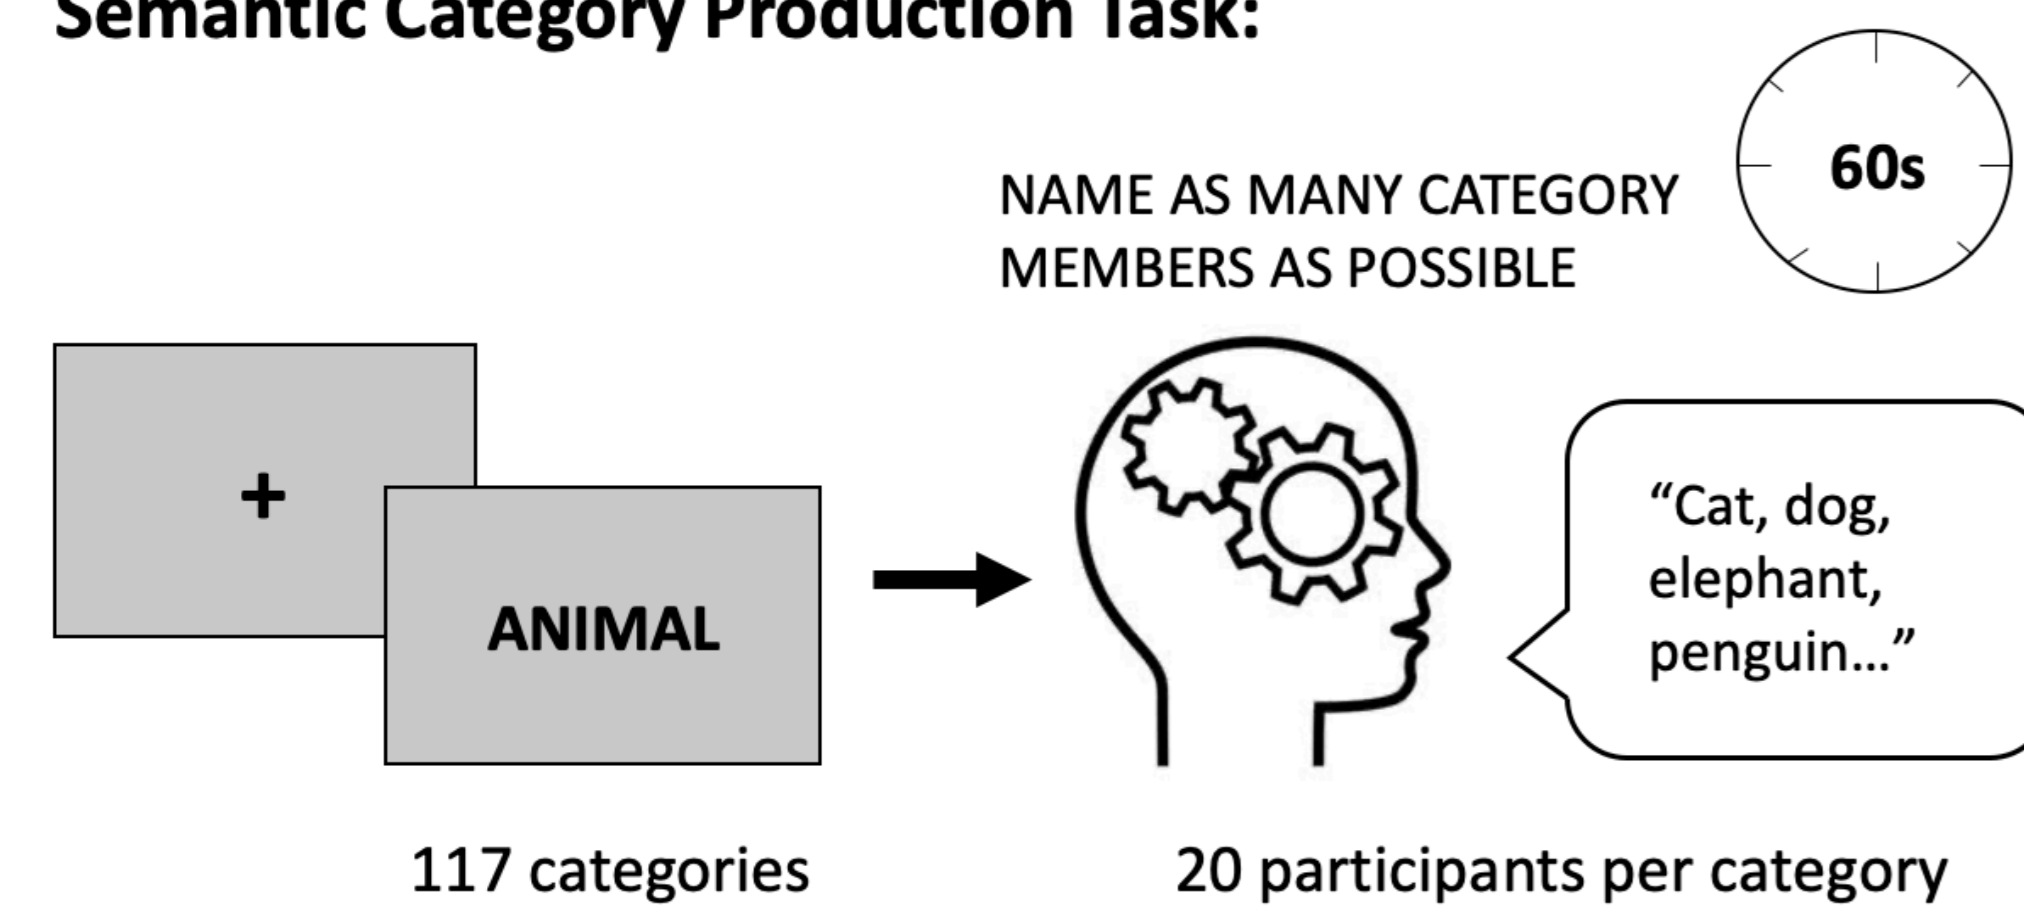 Semantic Category Production Task:
60s
NAME AS MANY CATEGORY
MEMBERS AS POSSIBLE
+
ANIMAL
“Cat, dog,
elephant,
penguin...”
117 categories
20 participants per category